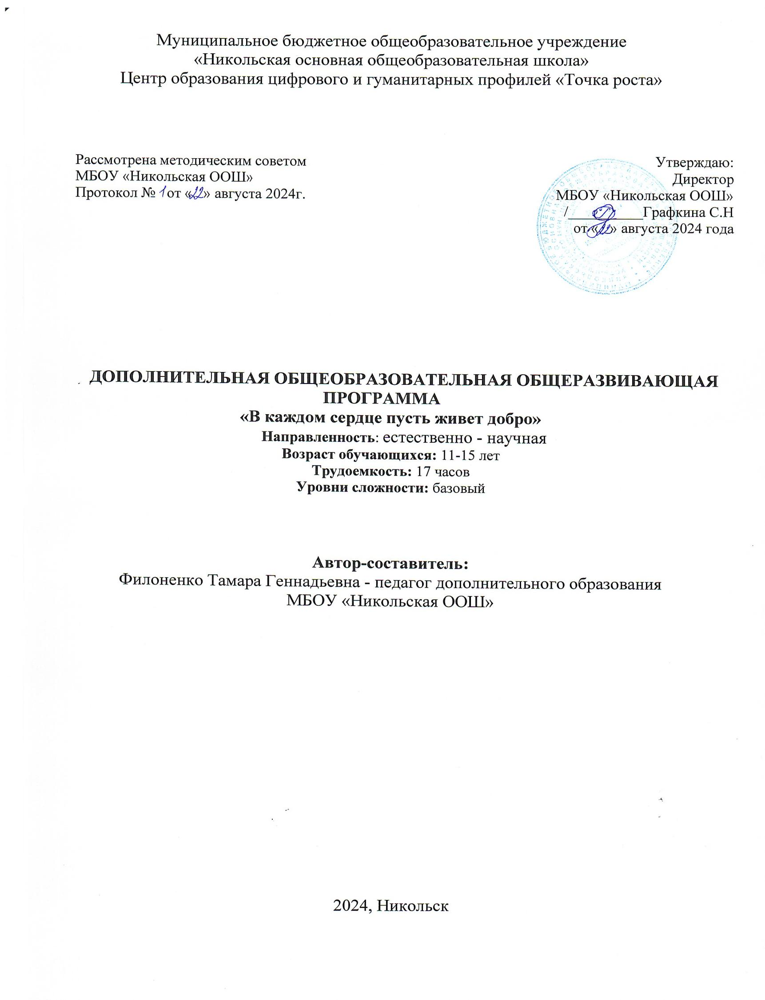 Муниципальное бюджетное общеобразовательное учреждение
«Никольская основная общеобразовательная школа»
Центр образования цифрового и гуманитарных профилей «Точка роста»
Рассмотрена методическим советом
МБОУ «Никольская ООШ»
Протокол № 1 от «22» августа 2024г.
Утверждаю:
Директор
МБОУ «Никольская ООШ»
/__________Графкина С.Н
от «22» августа 2024 года
ДОПОЛНИТЕЛЬНАЯ ОБЩЕОБРАЗОВАТЕЛЬНАЯ ОБЩЕРАЗВИВАЮЩАЯ
ПРОГРАММА
«В каждом сердце пусть живет добро»
Направленность: естественно - научная
Возраст обучающихся: 11-15 лет
Трудоемкость: 17 часов
Уровни сложности: базовый
Автор-составитель:
Филоненко Тамара Геннадьевна - педагог дополнительного образования
МБОУ «Никольская ООШ»
2024, Никольск